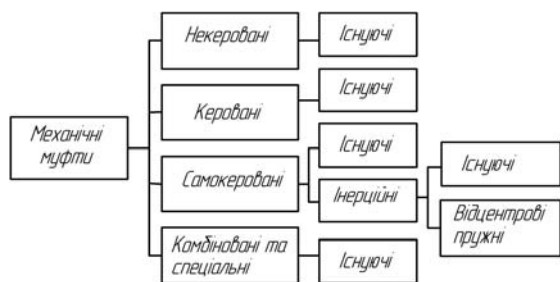 Некеровані
Існуючі
Керовані
Існуючі
Механічні
муфти
Самокеровані
Існуючі
Інерційні
Існуючі
Відцентрові
пружні
Комбіновані та
спеціальні
Існуючі